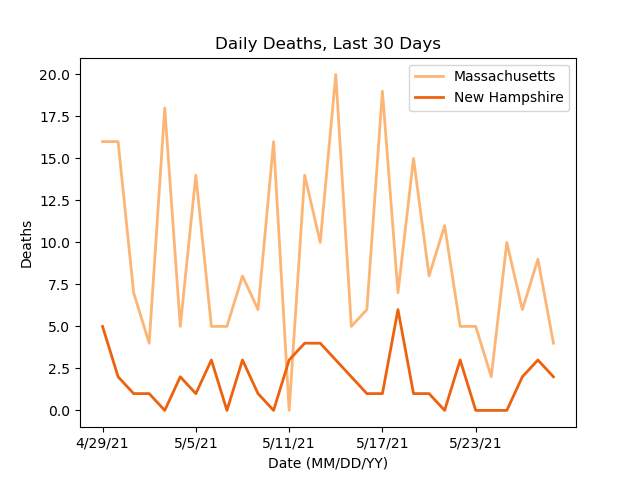 Daily Deaths, Last 30 Days
Massachusetts
New Hampshire
Deaths
20.0
17.5
15.0
12.5
10.0
7.5
5.0
2.5
0.0
4/29/21 5/5/21 5/11/21 5/17/21 5/23/21
Date (MM/DD/YY)